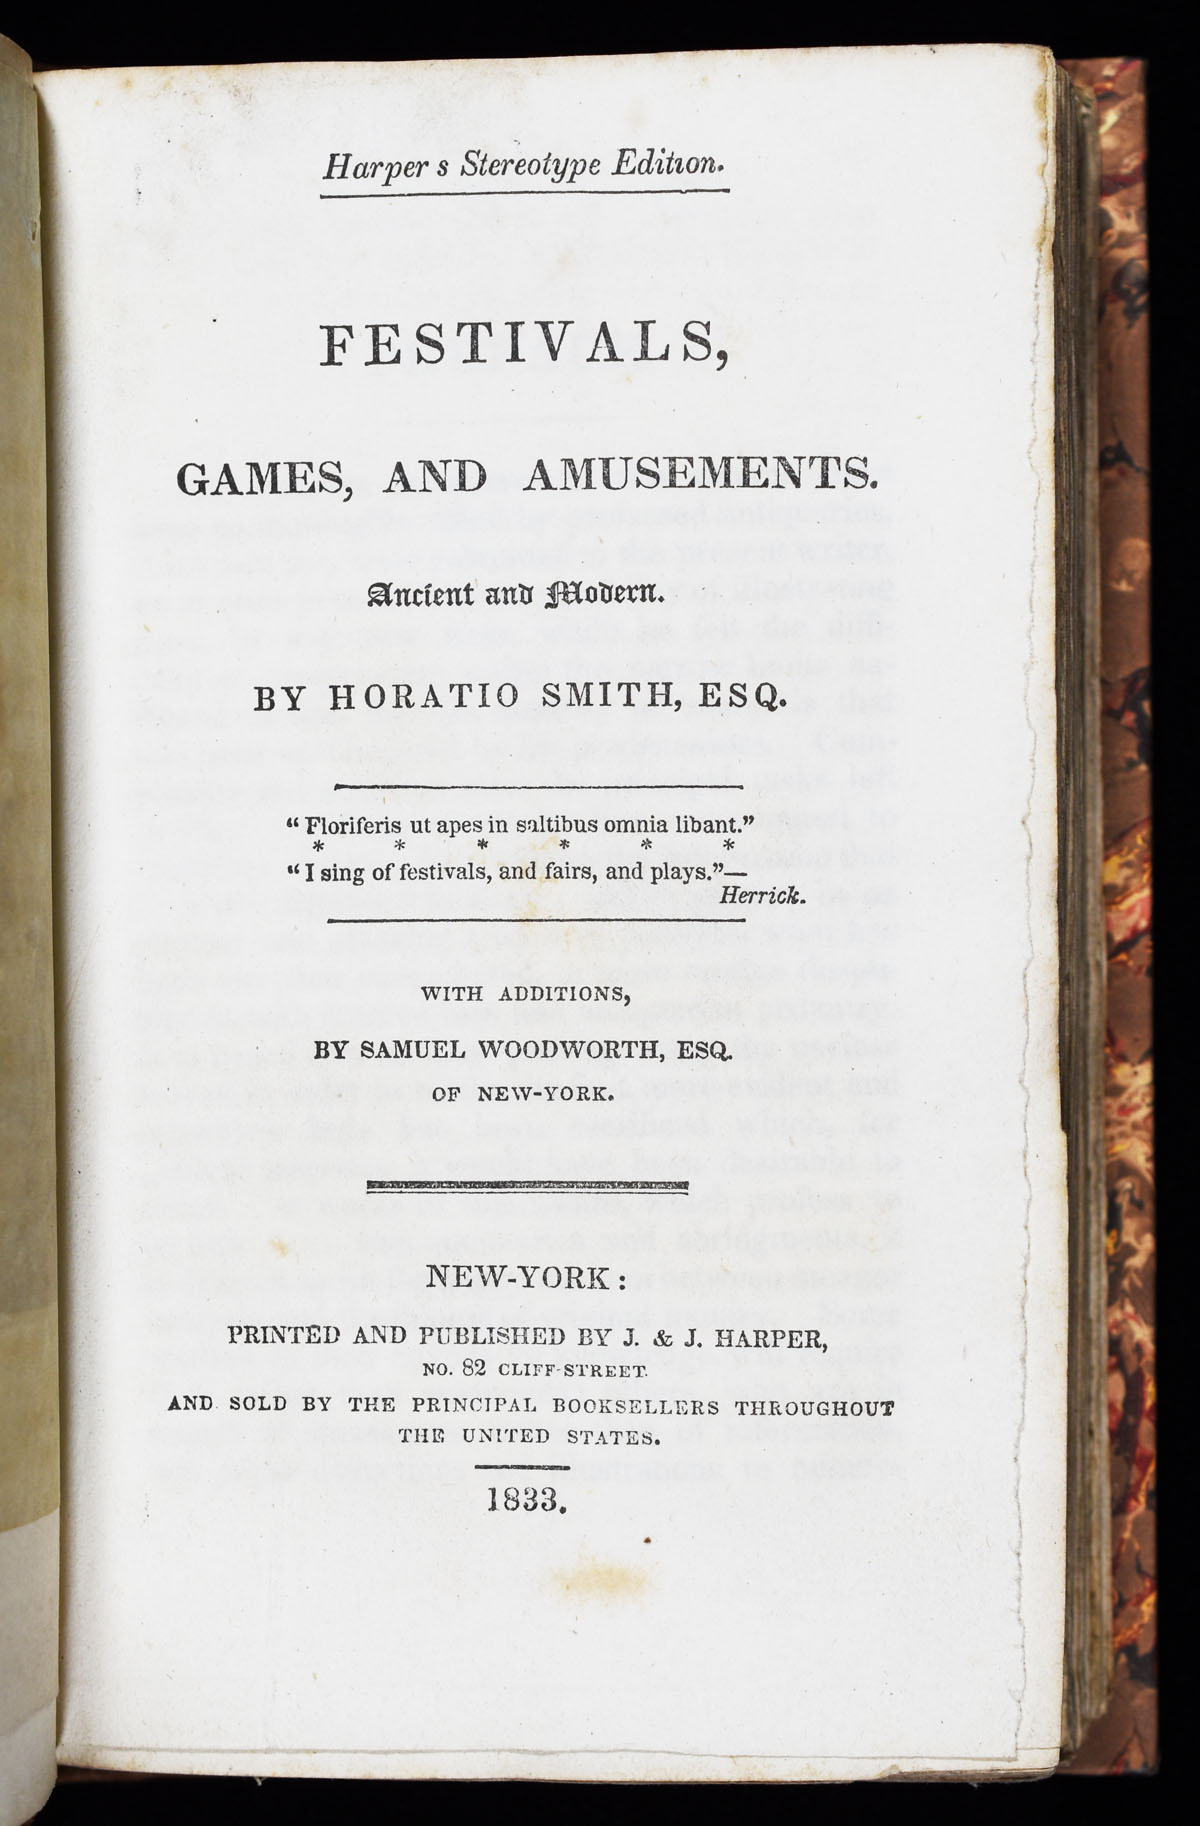 Harper s Stereotype Edition.
FESTIVALS,
GAMES, AND AMUSEMENTS.
Ancient and Modern.
BY HORATIO SMITH, ESQ.
“ Floriferis ut apes in saltibus omnia libant.”
* * * * * *
“ I sing of festivals, and fairs, and plays.”—
Herrick.
WITH ADDITIONS,
BY SAMUEL WOODWORTH, ESQ.
OF NEW-YORK.
NEW-YORK :
PRINTED AND PUBLISHED BY J. & J. HARPER,
NO. 82 CLIFF-STREET.
AND SOLD BY THE PRINCIPAL BOOKSELLERS THROUGHOUT
THE UNITED STATES.
1833.